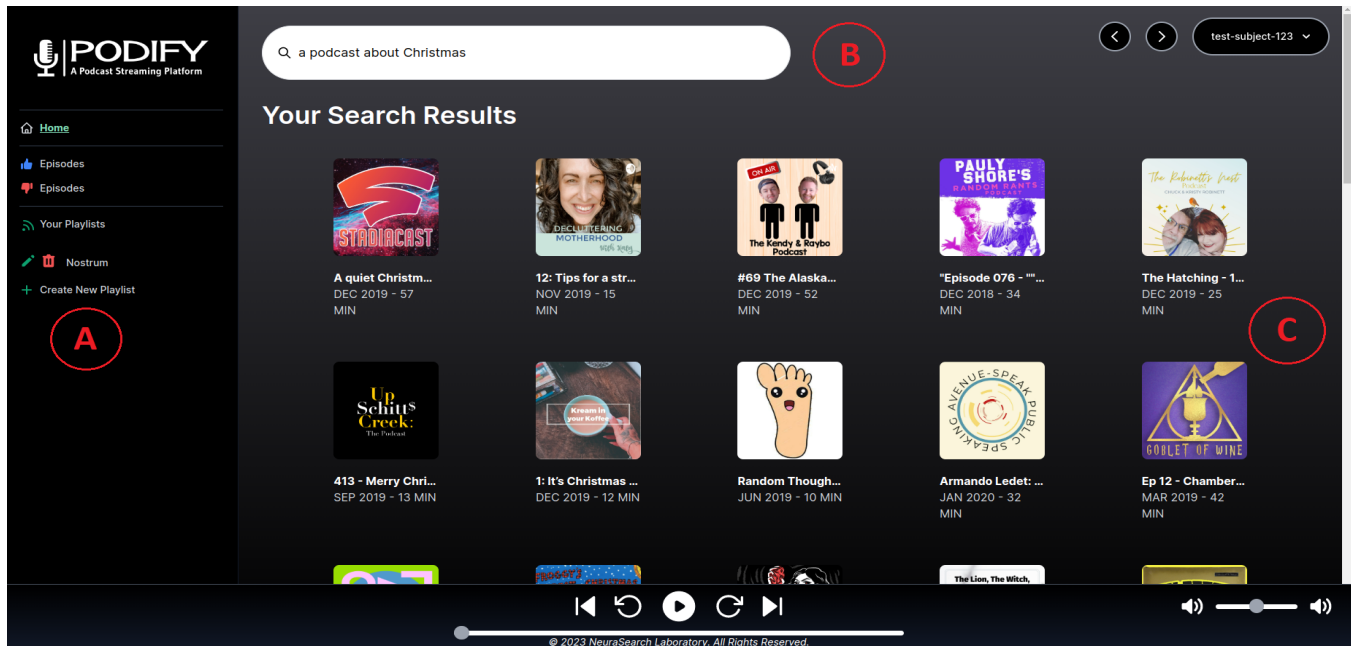 PODIFY
A Podcast Streaming Platform
Home
Episodes
Episodes
Your Playlists
Nostrum
Create New Playlist
A
a podcast about Christmas
B
test-subject-123
Your Search Results
STADIACAST
DECLUTTERING
MOTHERHOOD
ON AIR
The Kendy & Raybo
Podcast
PAULY
SHORE'S
RANDOM RANTS
PODCAST
The Robinett's Nest
Podcast
A quiet Christm...
DEC 2019 - 57
MIN
12: Tips for a str...
NOV 2019 - 15
MIN
#69 The Alaska...
DEC 2019 - 52
MIN
"Episode 076 - ""...
DEC 2018 - 34
MIN
The Hatching - 1...
DEC 2019 - 25
MIN
C
Up
Schitt$
Creek:
The Podcast
Kream in
your Koffee
AVENUE-SPEAK PUBLIC SPEAKING
GOBLET OF WINE
413 - Merry Chri...
SEP 2019 - 13 MIN
1: It's Christmas ...
DEC 2019 - 12 MIN
Random Though...
JUN 2019 - 10 MIN
Armando Ledet: ...
JAN 2020 - 32
MIN
Ep 12 - Chamber...
MAR 2019 - 42
MIN
The Lion, The Witch,
© 2023 NeuraSearch Laboratory. All Rights Reserved.